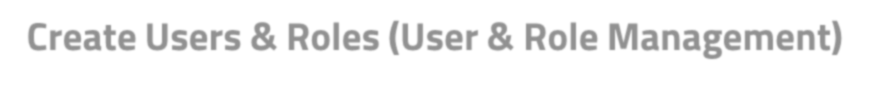 Create Users & Roles (User & Role Management)